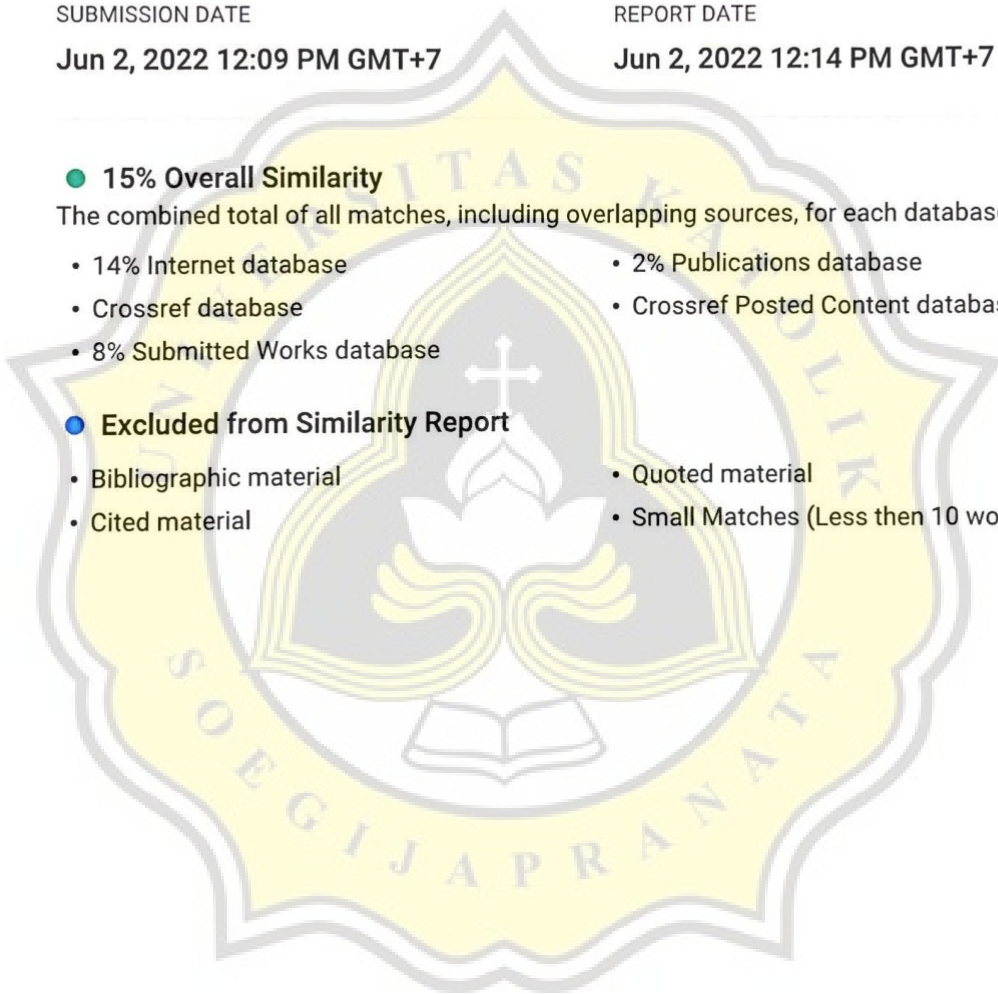 SUBMISSION DATE
REPORT DATE
Jun 2, 2022 12:09 PM GMT+7
Jun 2, 2022 12:14 PM GMT+7
15% Overall Similarity
The combined total of all matches, including overlapping sources, for each
• 14% Internet database
• 2% Publications database
• Crossref database
• Crossref Posted Content
• 8% Submitted Works database
Excluded from Similarity Report
• Bibliographic material
• Quoted material
• Cited material
• Small Matches (Less then 10
UNIVERSITAS KATOLIK
SOEGIJAPRANATA